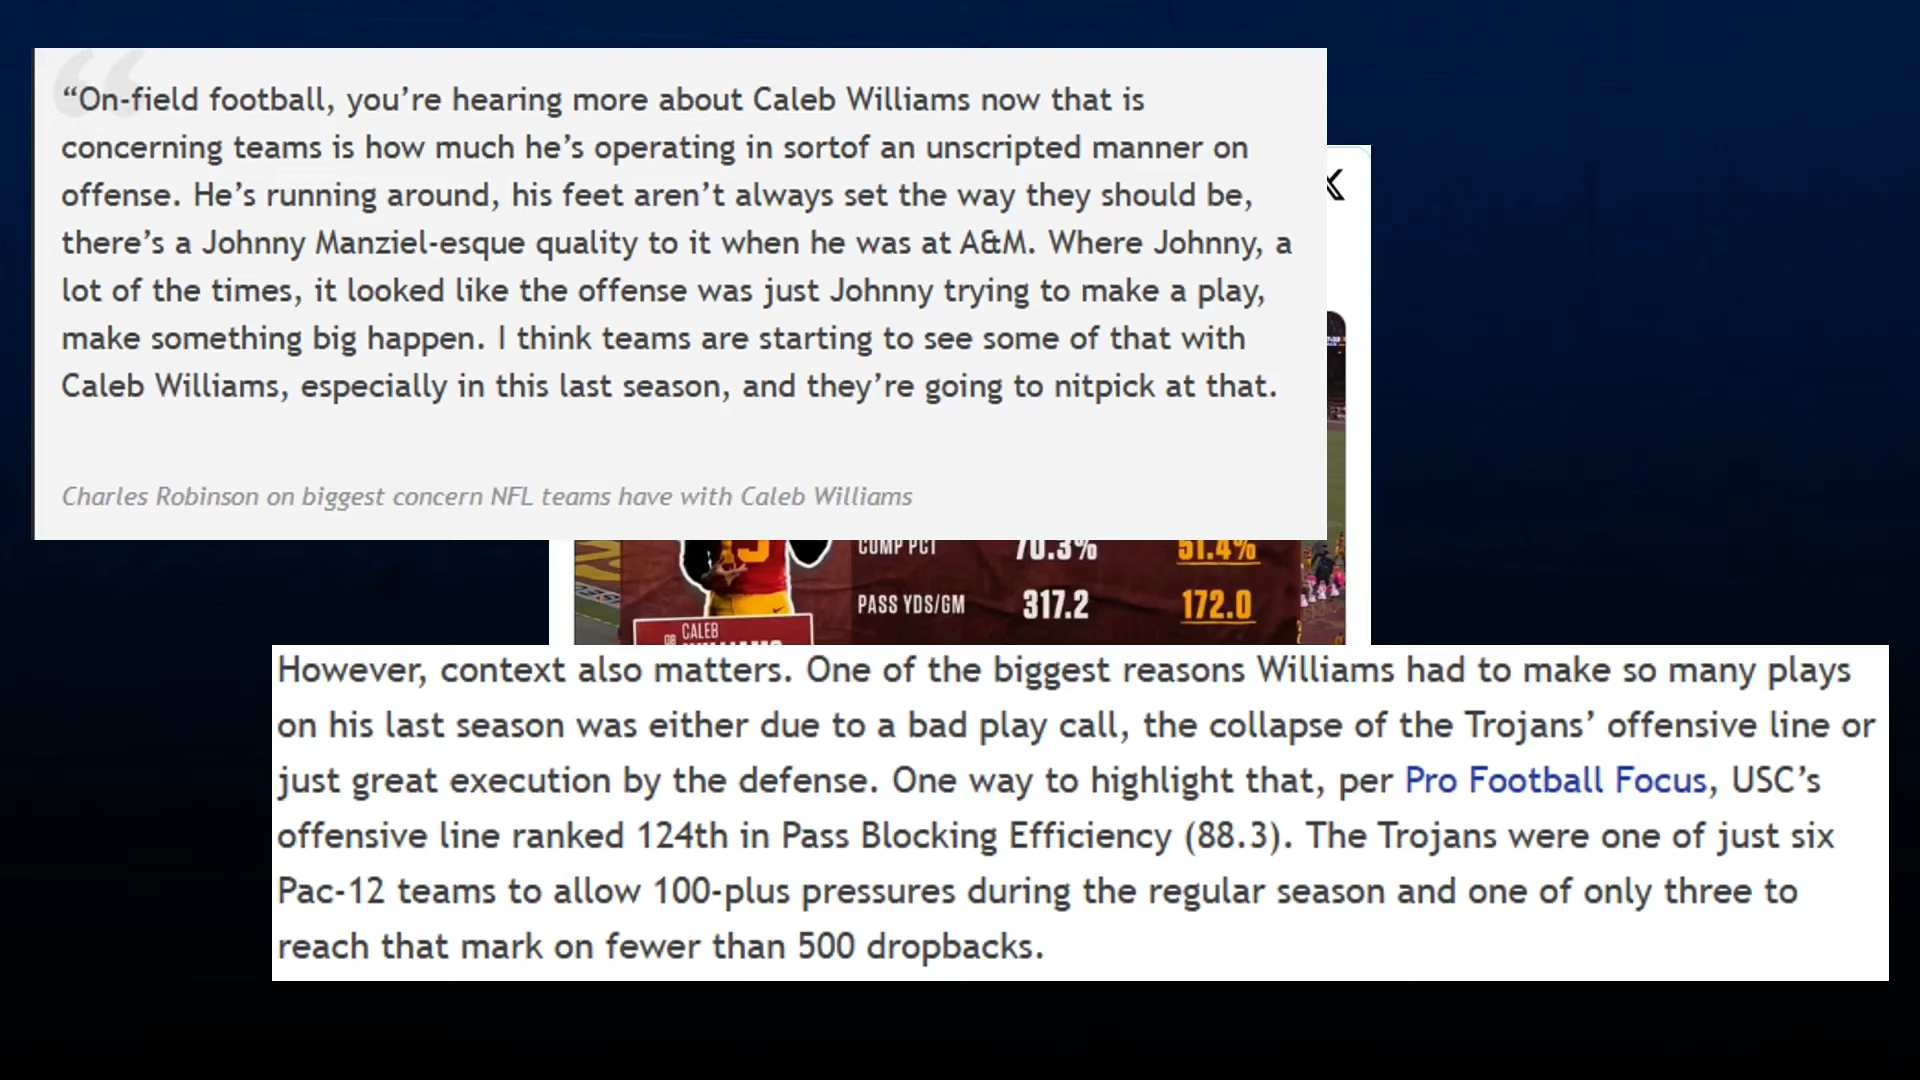 “On-field football, you’re hearing more about Caleb Williams now that is
concerning teams is how much he’s operating in sortof an unscripted manner on
offense. He’s running around, his feet aren’t always set the way they should be,
there’s a Johnny Manziel-esque quality to it when he was at A&M. Where Johnny, a
lot of the times, it looked like the offense was just Johnny trying to make a play,
make something big happen. I think teams are starting to see some of that with
Caleb Williams, especially in this last season, and they’re going to nitpick at that.
Charles Robinson on biggest concern NFL teams have with Caleb Williams
COMP PCT 70.3% 51.4%
PASS YDS/GM 317.2 172.0
QB CALEB
WILLIAMS
However, context also matters. One of the biggest reasons Williams had to make so many plays
on his last season was either due to a bad play call, the collapse of the Trojans’ offensive line or
just great execution by the defense. One way to highlight that, per Pro Football Focus, USC’s
offensive line ranked 124th in Pass Blocking Efficiency (88.3). The Trojans were one of just six
Pac-12 teams to allow 100-plus pressures during the regular season and one of only three to
reach that mark on fewer than 500 dropbacks.